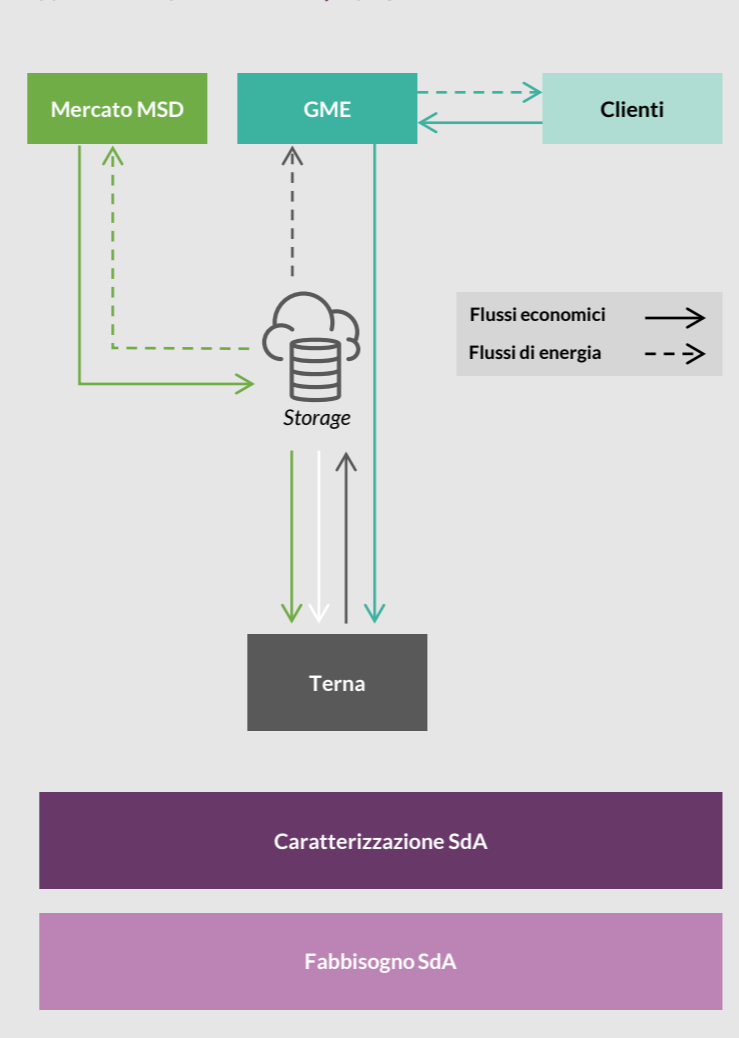 Mercato MSD
GME
Clienti
Flussi economici
Flussi di energia
Storage
Terna
Caratterizzazione SdA
Fabbisogno SdA